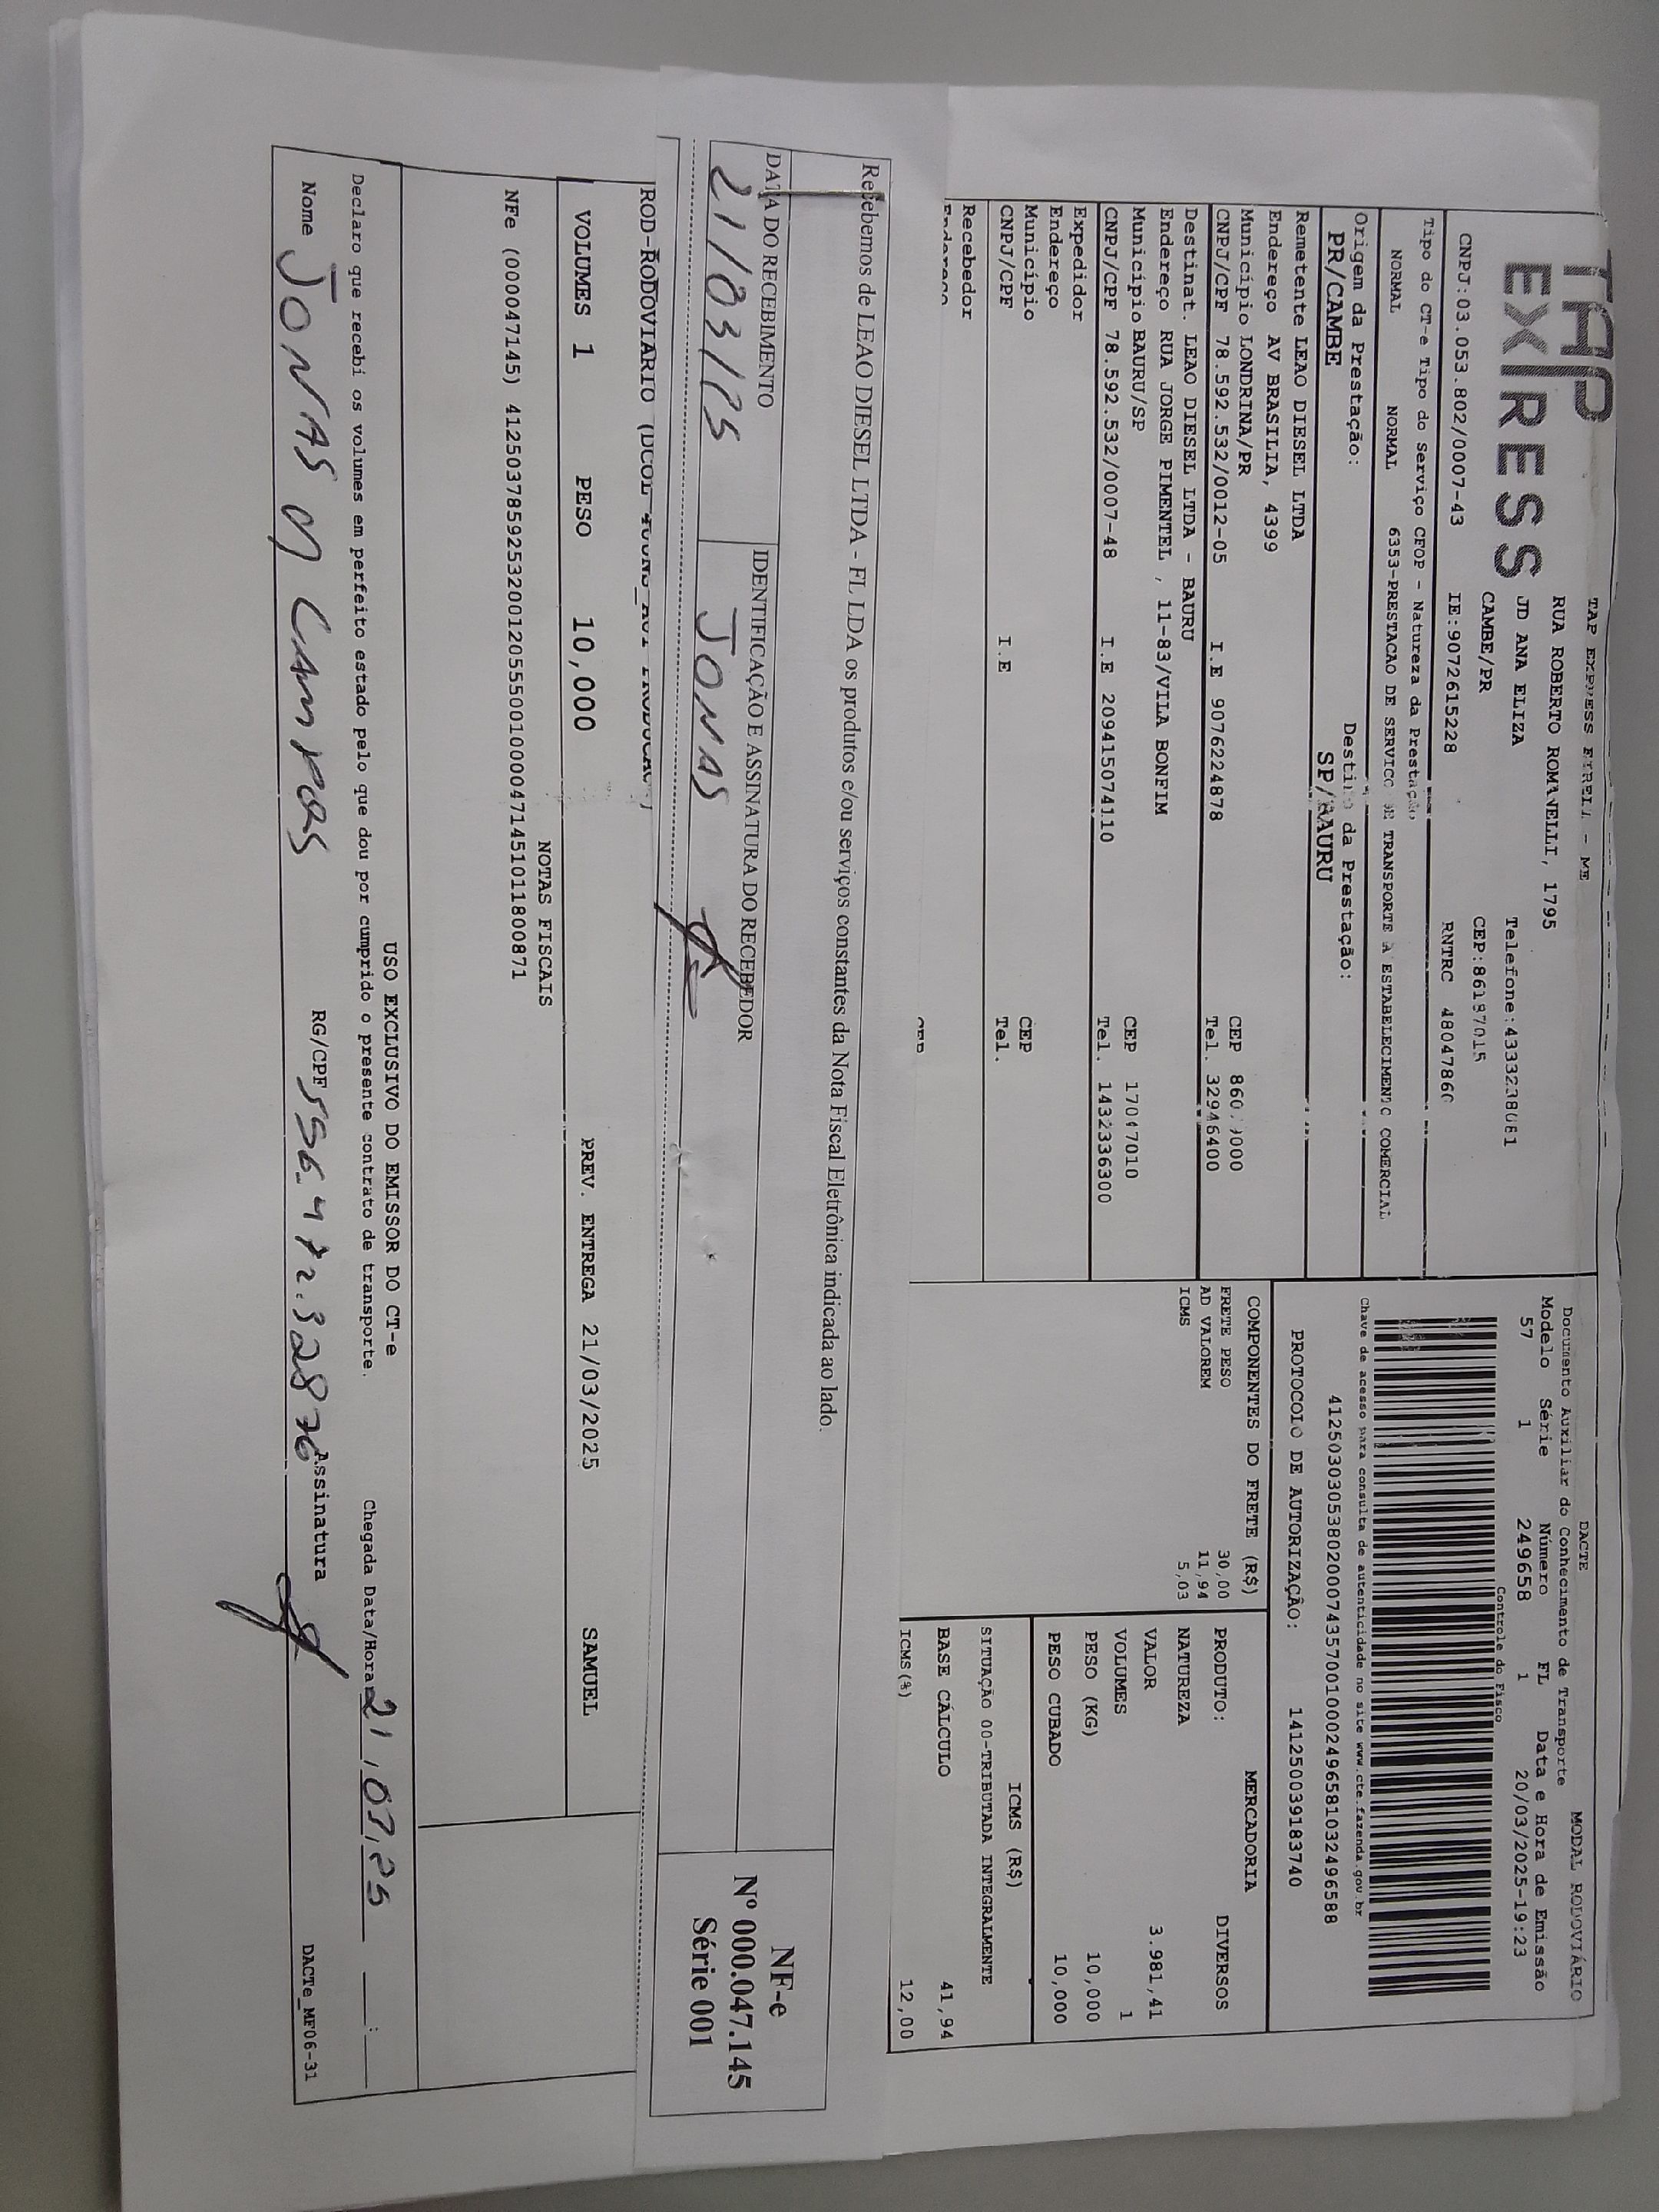 TAP
EXPRESS
TAP EXPRESS EIRELI - ME
RUA ROBERTO ROMANELLI, 1795
JD ANA ELIZA
CAMBE/PR
Telefone:4333238081
CEP:86187015
CNPJ:03.053.802/0007-43 IE:9072615228 RNTRC 4804786
Tipo do CT-e Tipo do Serviço CFOP - Natureza da Prestação
NORMAL NORMAL 6353-PRESTACAO DE SERVICO DE TRANSPORTE A ESTABELECIMENTO COMERCIAL
Origem da Prestação: Destino da Prestação:
PR/CAMBE SP/BAURU
Remetente LEAO DIESEL LTDA
Endereço AV BRASILIA, 4399
Município LONDRINA/PR CEP
CNPJ/CPF 78.592.532/0012-05 I.E 9076224878 Tel. 32946400
Destinat. LEAO DIESEL LTDA - BAURU
Endereço RUA JORGE PIMENTEL , 11-83/VILA BONFIM
Município BAURU/SP CEP 17047010
CNPJ/CPF 78.592.532/0007-48 I.E 209415074110 Tel. 1432336300
Expedidor
Endereço
Município CEP
CNPJ/CPF I.E Tel.
Recebedor
Endereço CEP
DACTE MODAL RODOVIÁRIO
Documento Auxiliar do Conhecimento de Transporte
Modelo Série Número FL Data e Hora de Emissão
57 1 249658 1 20/03/2025-19:23
Controle do Fisco
Chave de acesso para consulta de autenticidade no site www.cte.fazenda.gov.br
41250303053802000743570010002496581032496588
PROTOCOLO DE AUTORIZAÇÃO: 141250039183740
COMPONENTES DO FRETE (R$)
FRETE PESO 30,00
AD VALOREM 11,94
ICMS 5,03
MERCADORIA
PRODUTO: DIVERSOS
NATUREZA
VALOR 3.981,41
VOLUMES 1
PESO (KG) 10,000
PESO CUBADO 10,000
ICMS (R$)
SITUAÇÃO 00-TRIBUTADA INTEGRALMENTE
BASE CÁLCULO 41,94
ICMS(%) 12,00
Recebemos de LEAO DIESEL LTDA - FL LDA os produtos e/ou serviços constantes da Nota Fiscal Eletrônica indicada ao lado.
DATA DO RECEBIMENTO IDENTIFICAÇÃO E ASSINATURA DO RECEBEDOR
21/03/25 JONAS
NF-e
Nº 000.047.145
Série 001
ROD-RODOVIARIO
VOLUMES 1 PESO 10,000 PREV. ENTREGA 21/03/2025 SAMUEL
NOTAS FISCAIS
NFe (000047145) 41250378592532001205550010000471451011800871
USO EXCLUSIVO DO EMISSOR DO CT-e
Declaro que recebi os volumes em perfeito estado pelo que dou por cumprido o presente contrato de transporte. Chegada Data/Hora 21,03,25 :
Nome JONAS M CAMPOS RG/CPF Assinatura DACTe_MF06-31